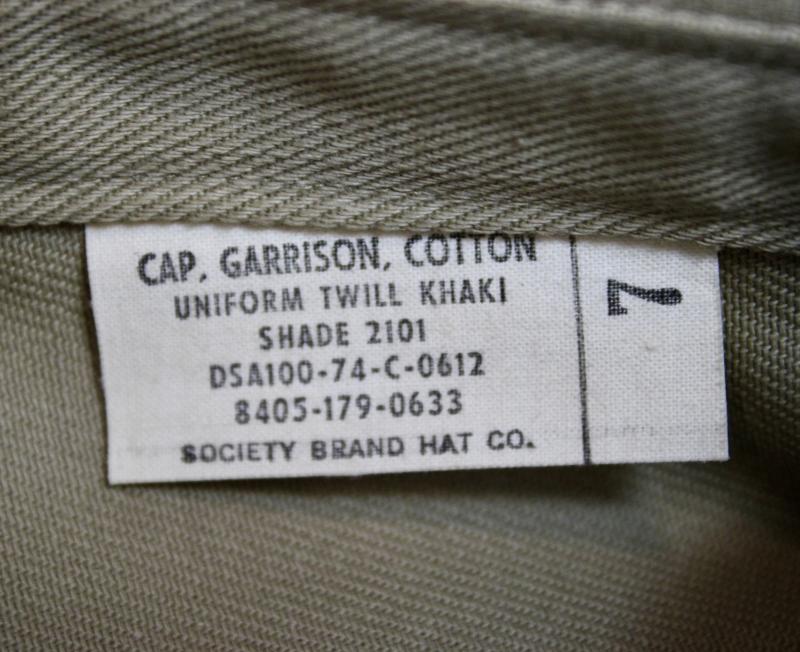 CAP, GARRISON, COTTON
UNIFORM TWILL KHAKI
SHADE 2101
DSA100-74-C-0612
8405-179-0633
SOCIETY BRAND HAT CO.
7